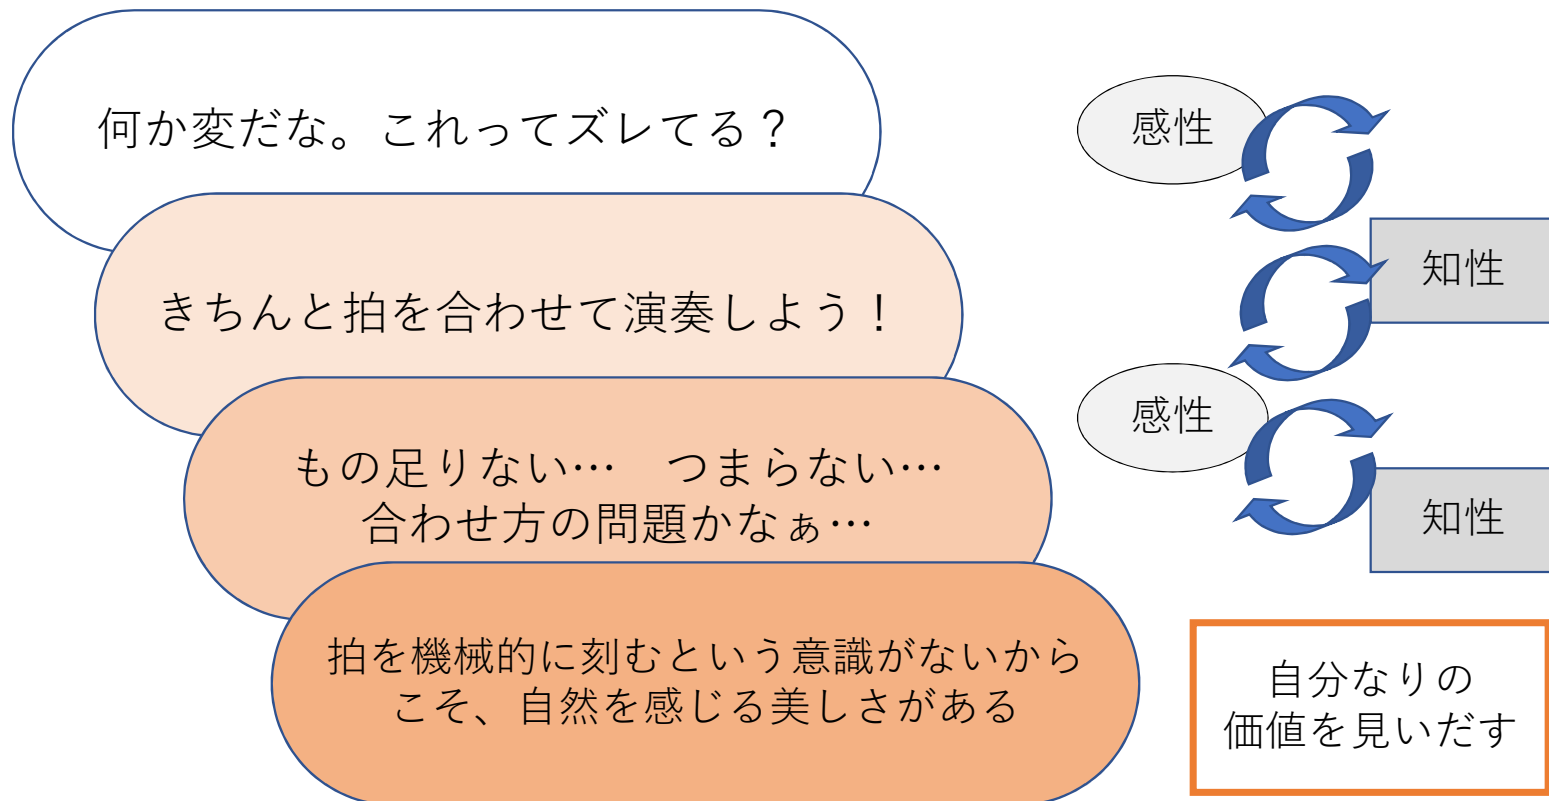 何か変だな。これってズレてる？
感性
きちんと拍を合わせて演奏しよう！
知性
もの足りない…　つまらない…
合わせ方の問題かなぁ…
感性
知性
拍を機械的に刻むという意識がないから
こそ、自然を感じる美しさがある
自分なりの
価値を見いだす